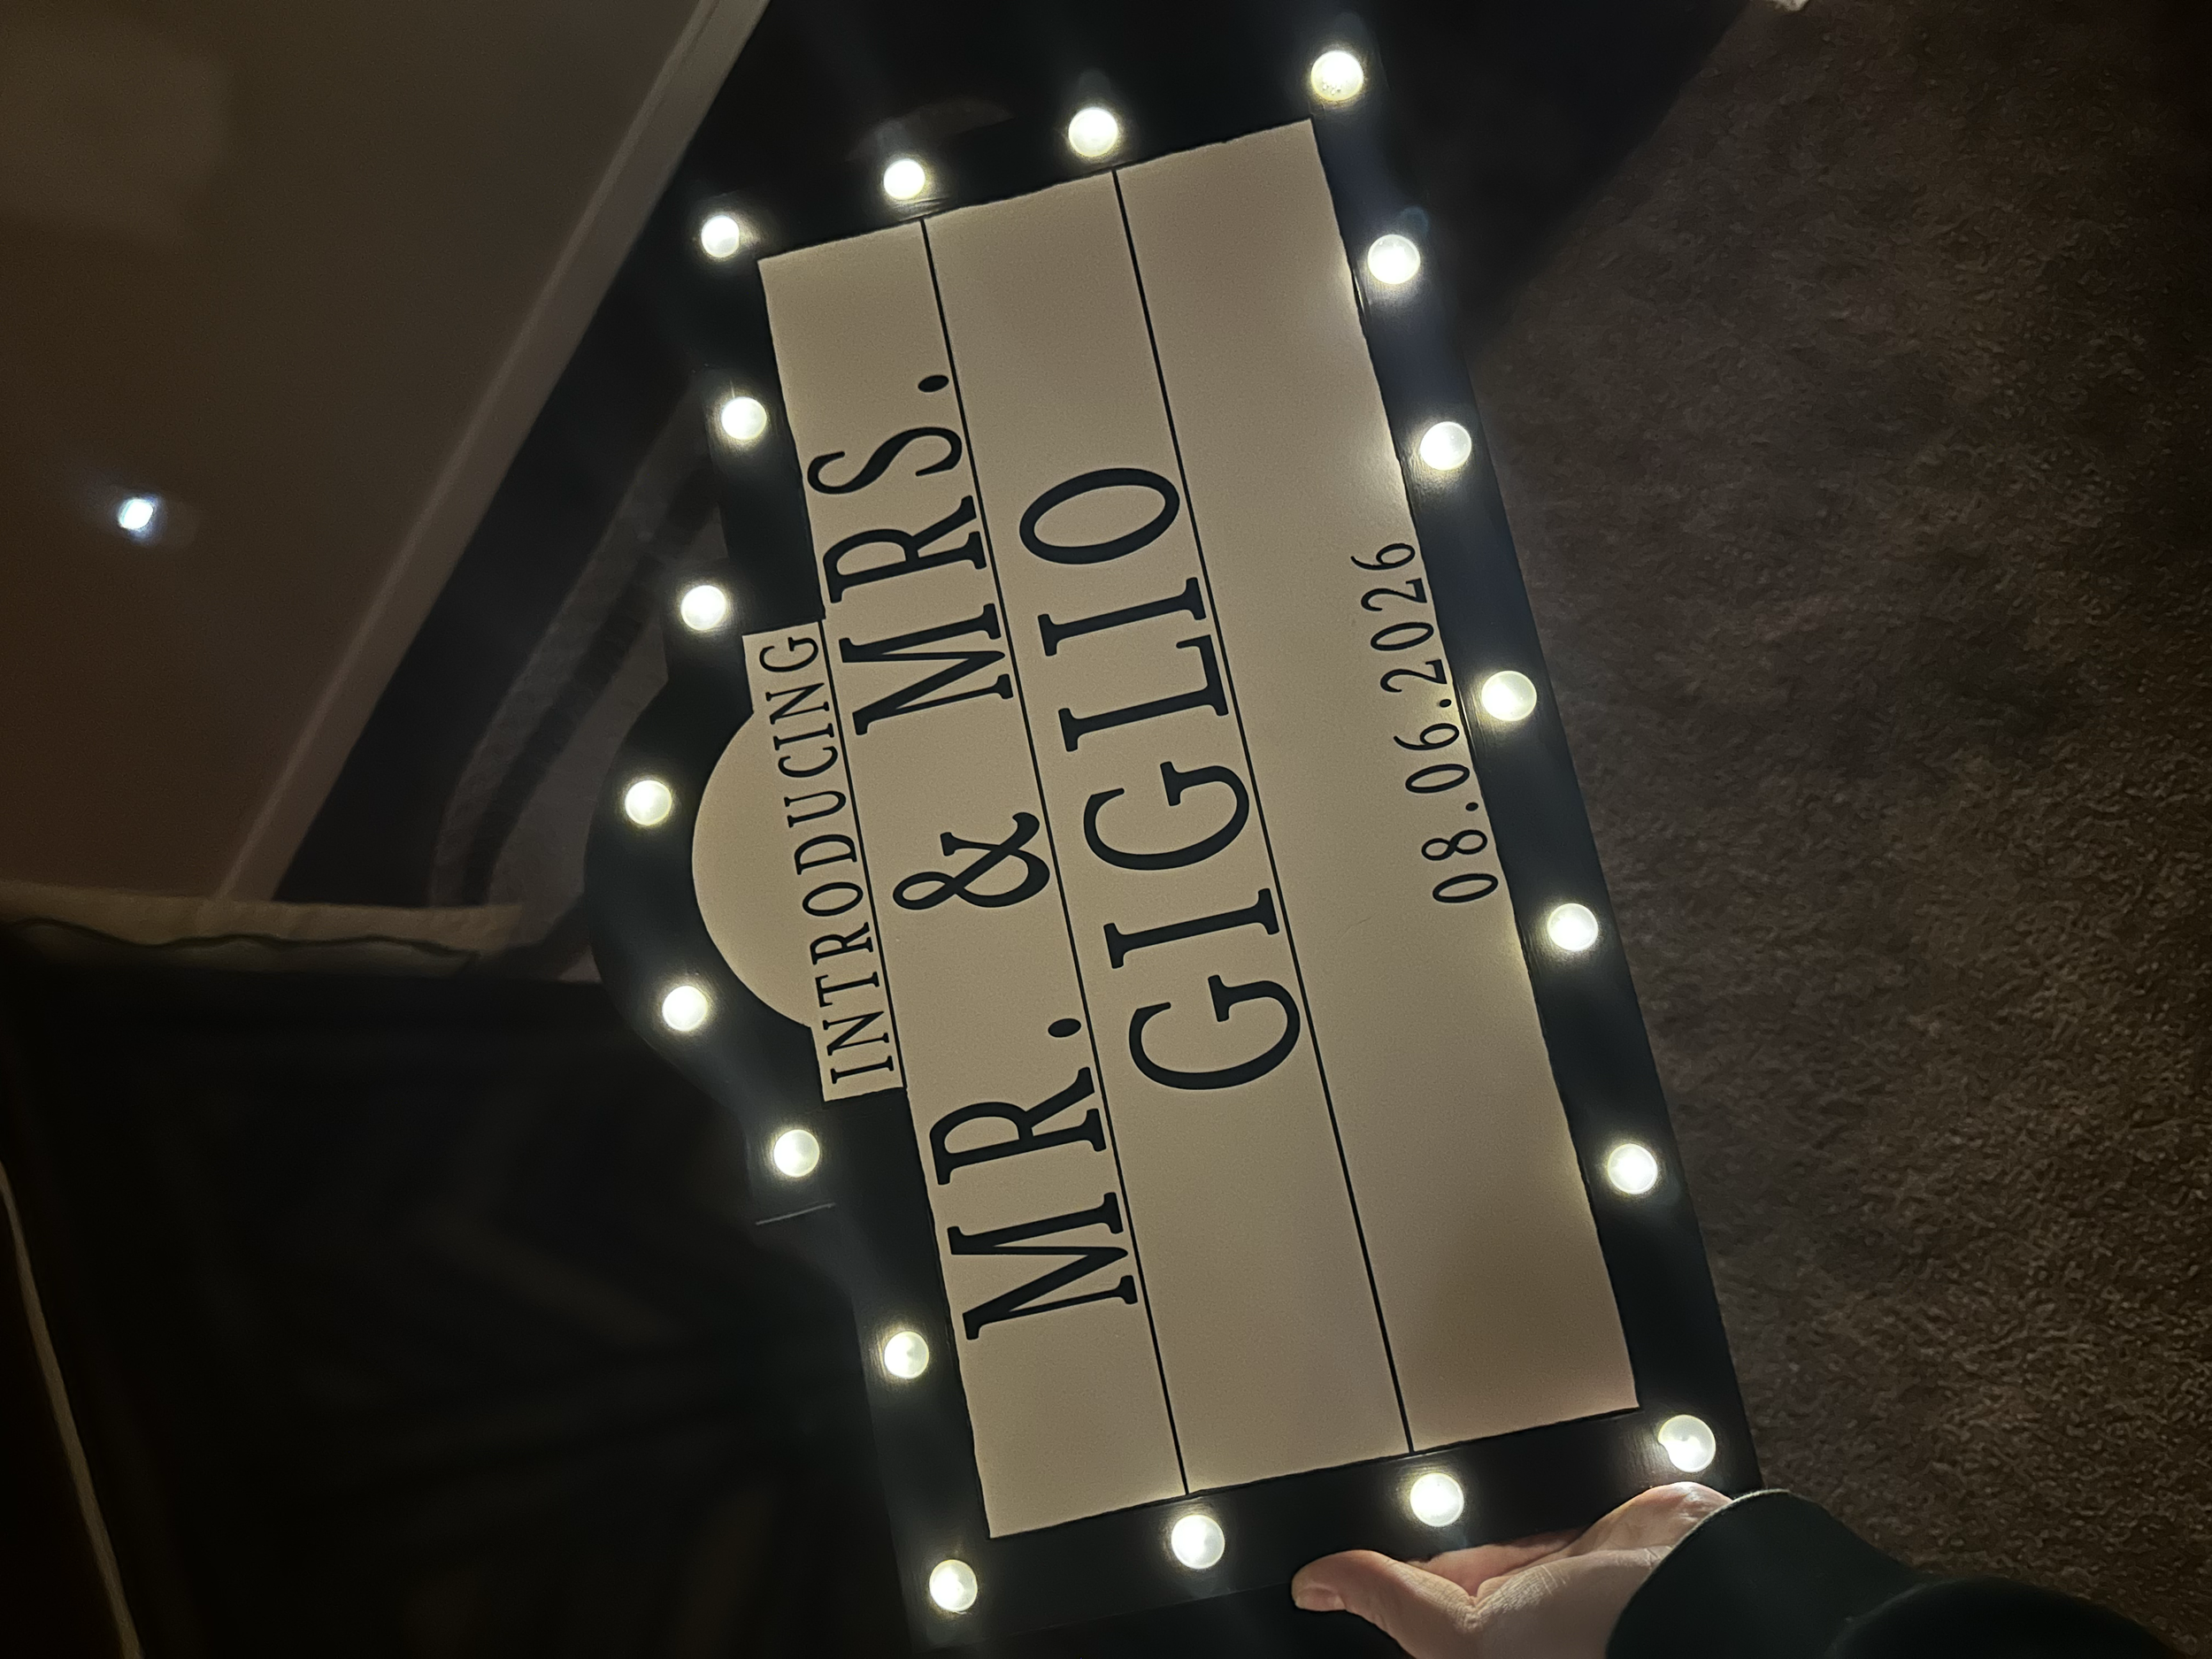 INTRODUCING
MR. & MRS.
GIGLIO
08.06.2026